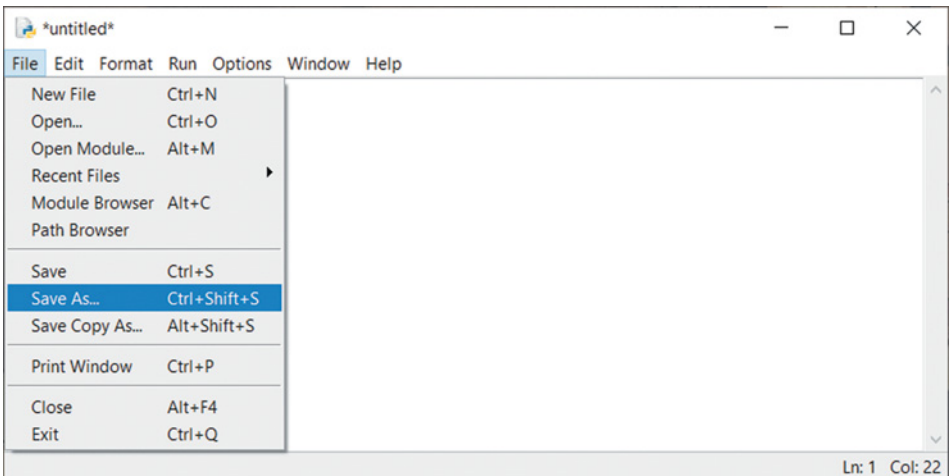 *untitled*
File Edit Format Run Options Window Help
New File Ctrl+N
Open... Ctrl+O
Open Module... Alt+M
Recent Files
Module Browser Alt+C
Path Browser
Save Ctrl+S
Save As... Ctrl+Shift+S
Save Copy As... Alt+Shift+S
Print Window Ctrl+P
Close Alt+F4
Exit Ctrl+Q
Ln: 1 Col: 22